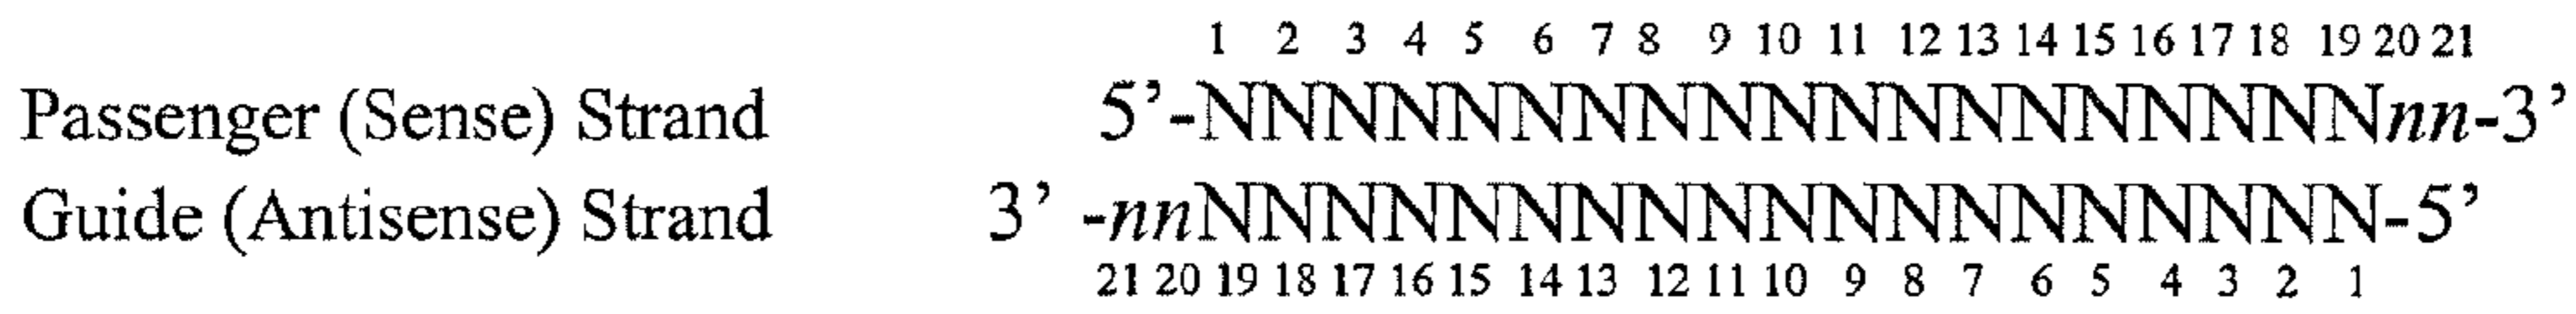 1 2 3 4 5 6 7 8 9 10 11 12 13 14 15 16 17 18 19 20 21
Passenger (Sense) Strand 5’-NNNNNNNNNNNNNNNNNNNnn-3’
Guide (Antisense) Strand 3’ -nnNNNNNNNNNNNNNNNNNNN-5’
21 20 19 18 17 16 15 14 13 12 11 10 9 8 7 6 5 4 3 2 1